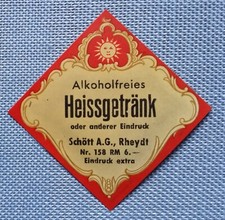 Alkoholfreies
Heissgetränk
oder anderer Eindruck
Schött A.G., Rheydt
Nr. 158 RM 6.—
Eindruck extra